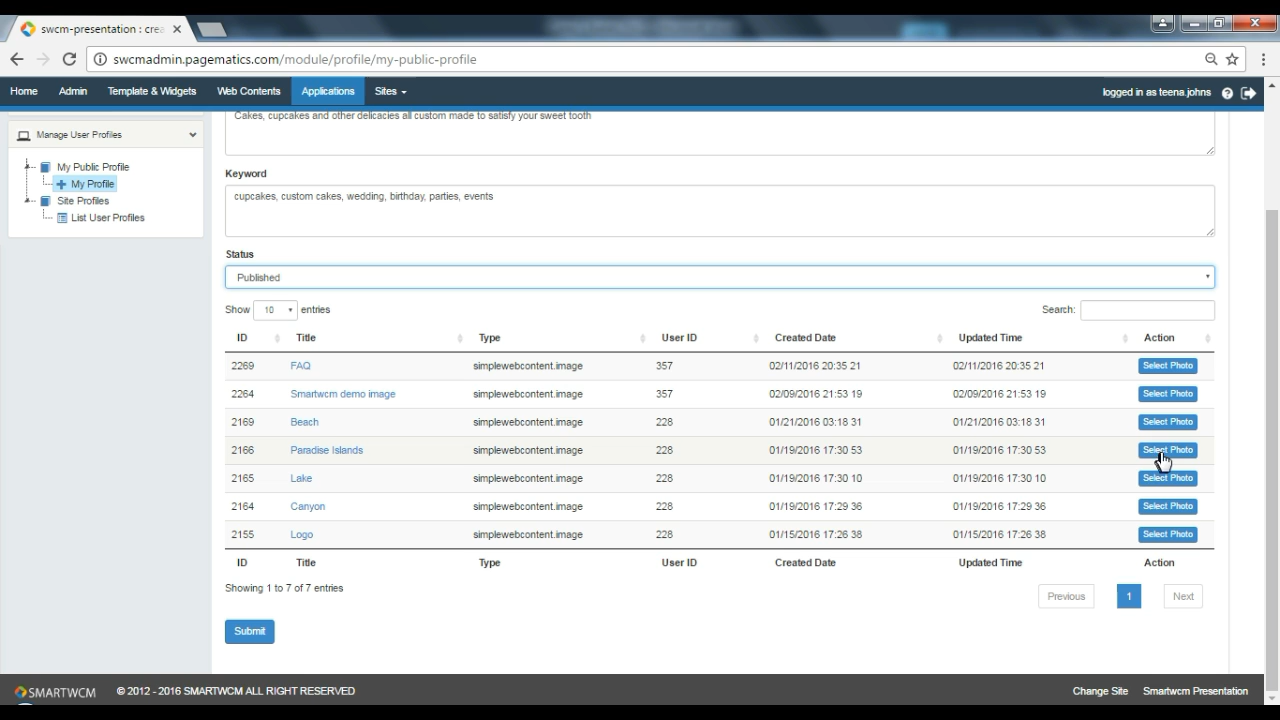 swcm-presentation : crea
swcmadmin.pagematics.com/module/profile/my-public-profile
Home Admin Template & Widgets Web Contents Applications Sites logged in as teena.johns ?
Manage User Profiles
My Public Profile
My Profile
Site Profiles
List User Profiles
Cakes, cupcakes and other delicacies all custom made to satisfy your sweet tooth
Keyword
cupcakes, custom cakes, wedding, birthday, parties, events
Status
Published
Show 10 entries Search:
ID Title Type User ID Created Date Updated Time Action
2269 FAQ simplewebcontent.image 357 02/11/2016 20:35 21 02/11/2016 20:35 21 Select Photo
2264 Smartwcm demo image simplewebcontent.image 357 02/09/2016 21:53 19 02/09/2016 21:53 19 Select Photo
2169 Beach simplewebcontent.image 228 01/21/2016 03:18 31 01/21/2016 03:18 31 Select Photo
2166 Paradise Islands simplewebcontent.image 228 01/19/2016 17:30 53 01/19/2016 17:30 53 Select Photo
2165 Lake simplewebcontent.image 228 01/19/2016 17:30 10 01/19/2016 17:30 10 Select Photo
2164 Canyon simplewebcontent.image 228 01/19/2016 17:29 36 01/19/2016 17:29 36 Select Photo
2155 Logo simplewebcontent.image 228 01/15/2016 17:26 38 01/15/2016 17:26 38 Select Photo
ID Title Type User ID Created Date Updated Time Action
Showing 1 to 7 of 7 entries
Previous 1 Next
Submit
SMARTWCM © 2012 - 2016 SMARTWCM ALL RIGHT RESERVED Change Site Smartwcm Presentation